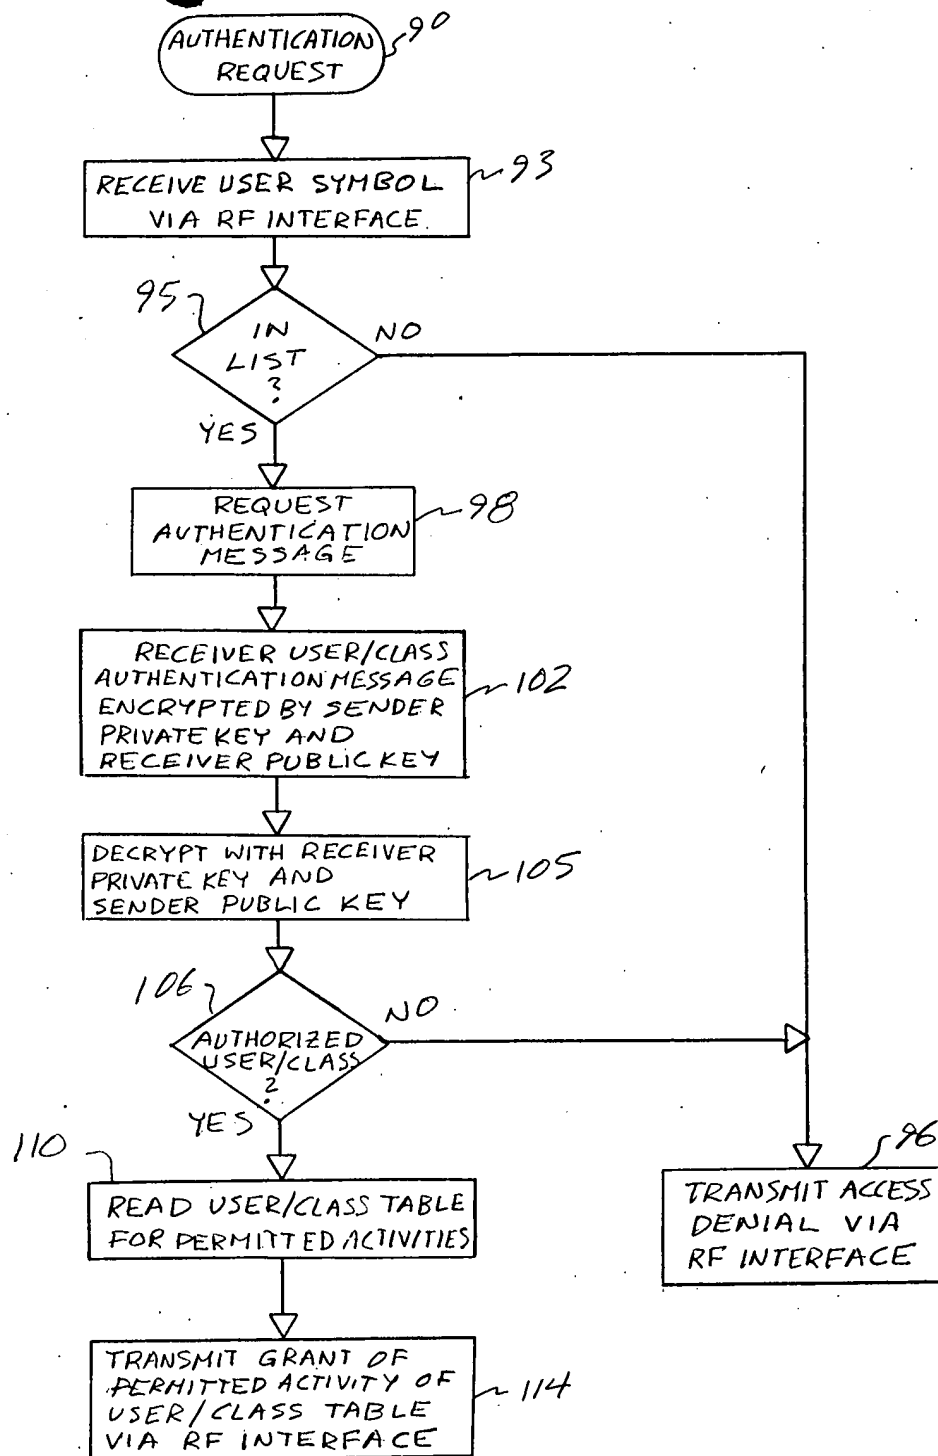 AUTHENTICATION
REQUEST
90
RECEIVE USER SYMBOL
VIA RF INTERFACE.
93
95
IN
LIST
?
NO
YES
REQUEST
AUTHENTICATION
MESSAGE
98
RECEIVER USER/CLASS
AUTHENTICATION MESSAGE
ENCRYPTED BY SENDER
PRIVATE KEY AND
RECEIVER PUBLIC KEY
102
DECRYPT WITH RECEIVER
PRIVATE KEY AND
SENDER PUBLIC KEY
105
106
AUTHORIZED
USER/CLASS
?
NO
YES
110
READ USER/CLASS TABLE
FOR PERMITTED ACTIVITIES
96
TRANSMIT ACCESS
DENIAL VIA
RF INTERFACE
TRANSMIT GRANT OF
PERMITTED ACTIVITY OF
USER/CLASS TABLE
VIA RF INTERFACE
114